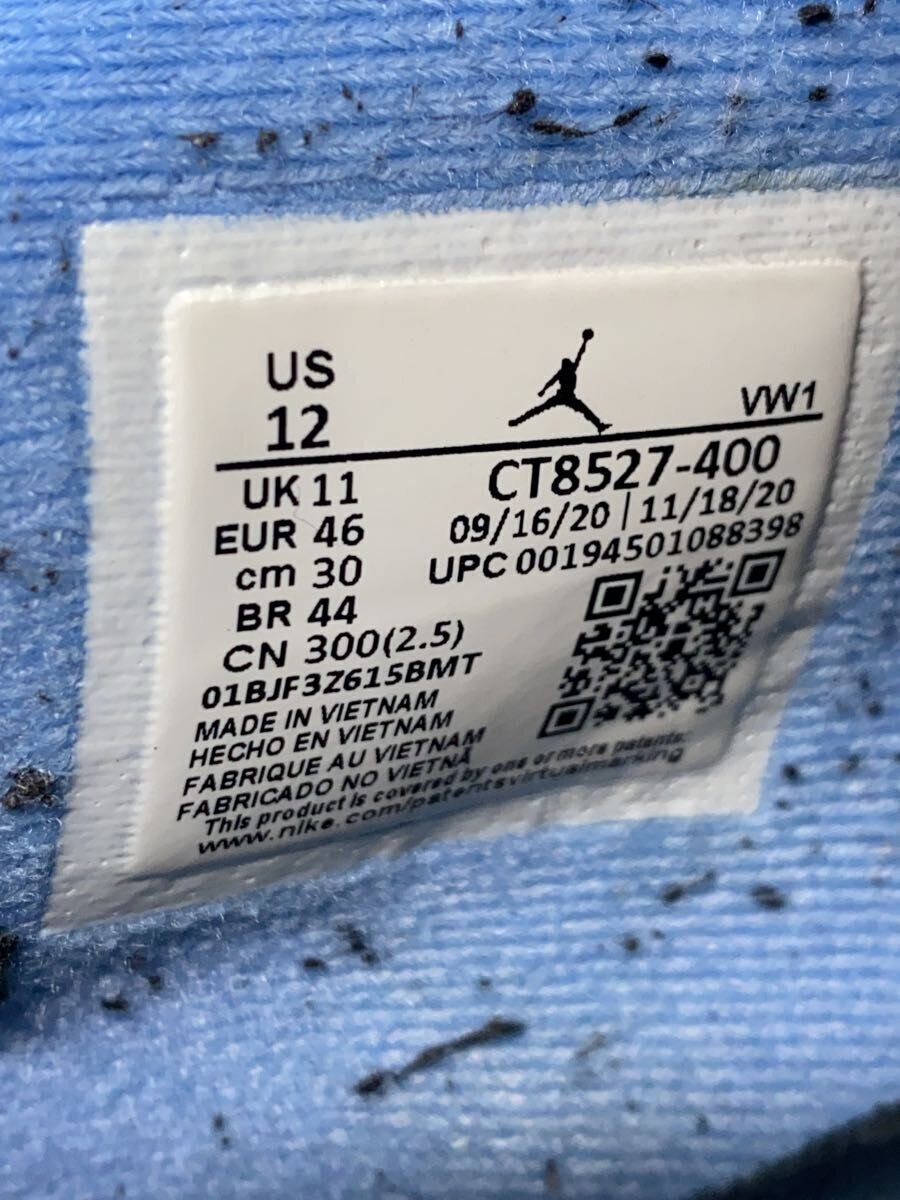 US
12
VW1
UK 11
CT8527-400
EUR 46
09/16/20 | 11/18/20
cm 30
UPC 00194501088398
BR 44
CN 300(2.5)
01BJF3Z615BMT
MADE IN VIETNAM
HECHO EN VIETNAM
FABRIQUE AU VIETNAM
FABRICADO NO VIETNÃ
This product is covered by one or more patents:
www.nike.com/patentsvirtualmarking